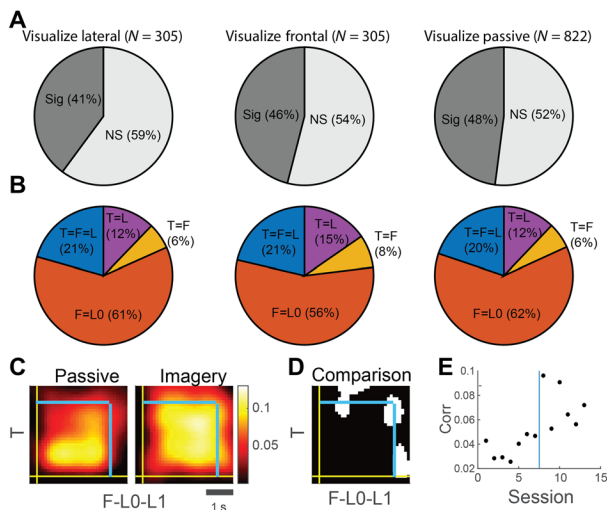 A
Visualize lateral (N = 305)
Visualize frontal (N = 305)
Visualize passive (N = 822)
Sig (41%)
NS (59%)
Sig (46%)
NS (54%)
Sig (48%)
NS (52%)
B
T=F=L
(21%)
T=L
(12%)
T=F
(6%)
F=L0 (61%)
T=F=L
(21%)
T=L
(15%)
T=F
(8%)
F=L0 (56%)
T=F=L
(20%)
T=L
(12%)
T=F
(6%)
F=L0 (62%)
C
Passive
Imagery
T
0.1
0.05
F-L0-L1
1 s
D
Comparison
T
F-L0-L1
E
Corr
0.1
0.08
0.06
0.04
0.02
0 5 10 15
Session